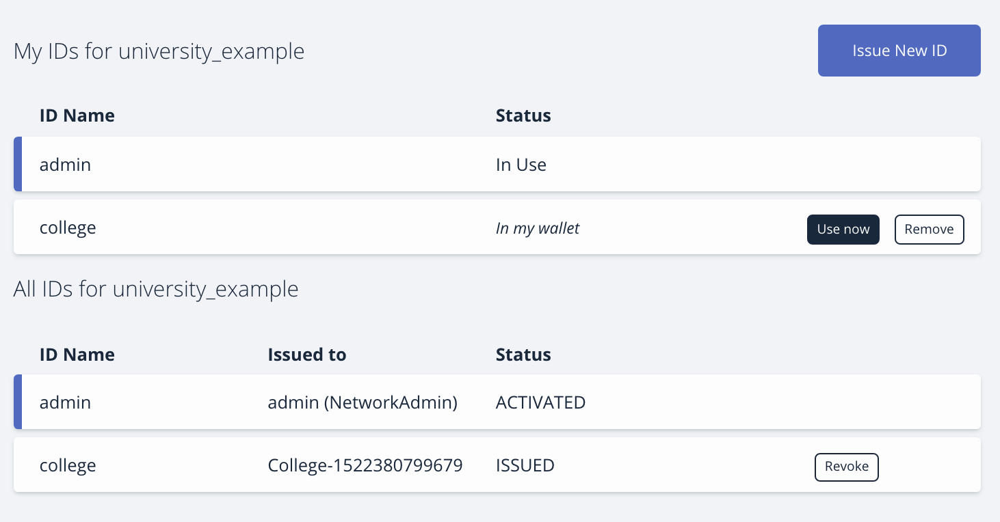 My IDs for university_example
Issue New ID
ID Name Status
admin In Use
college In my wallet Use now Remove
All IDs for university_example
ID Name Issued to Status
admin admin (NetworkAdmin) ACTIVATED
college College-1522380799679 ISSUED Revoke